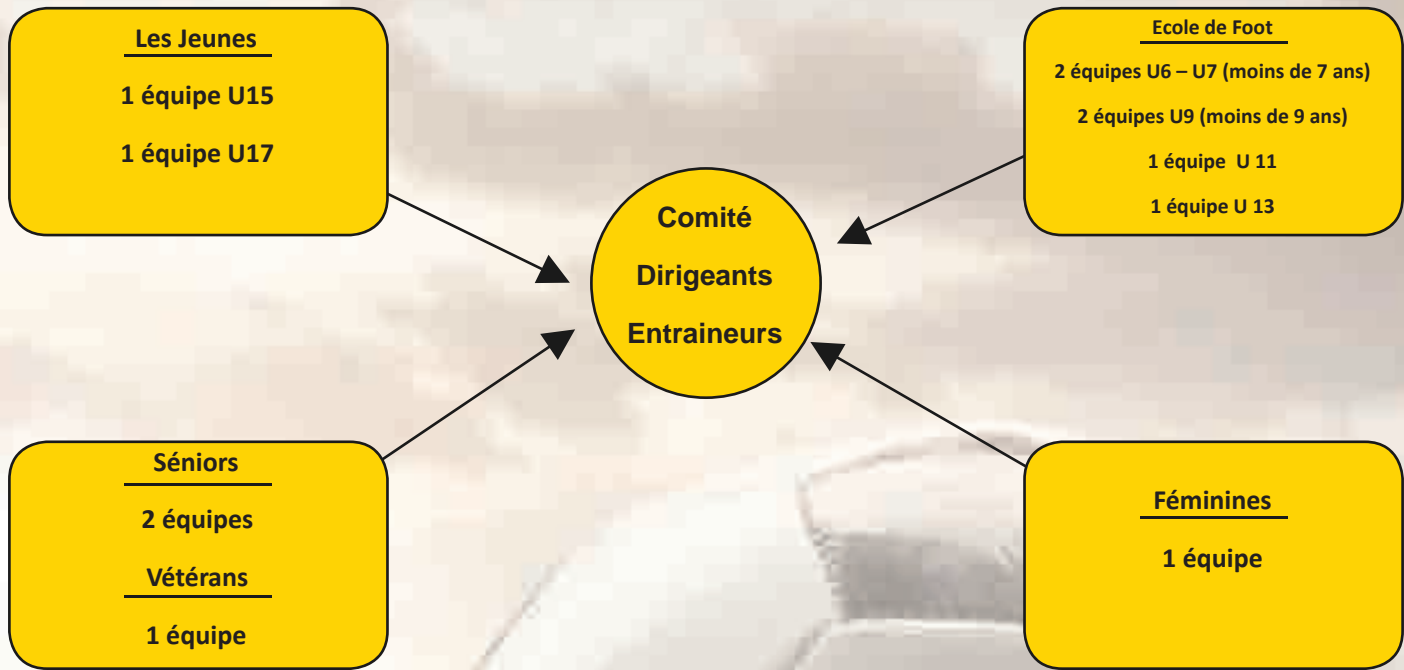 Les Jeunes
1 équipe U15
1 équipe U17
Ecole de Foot
2 équipes U6 – U7 (moins de 7 ans)
2 équipes U9 (moins de 9 ans)
1 équipe  U 11
1 équipe U 13
Comité
Dirigeants
Entraineurs
Séniors
2 équipes
Vétérans
1 équipe
Féminines
1 équipe